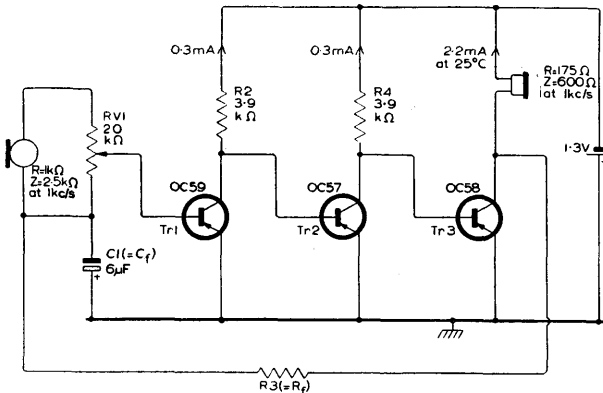 0·3mA
0·3mA
2·2mA
at 25°C
R=175Ω
Z=600Ω
at 1kc/s
R2
3·9
kΩ
R4
3·9
kΩ
RV1
20
kΩ
R=1kΩ
Z=2·5kΩ
at 1kc/s
1·3V
OC59
OC57
OC58
Tr1
Tr2
Tr3
C1(=Cf)
6μF
+
+
R3(=Rf)